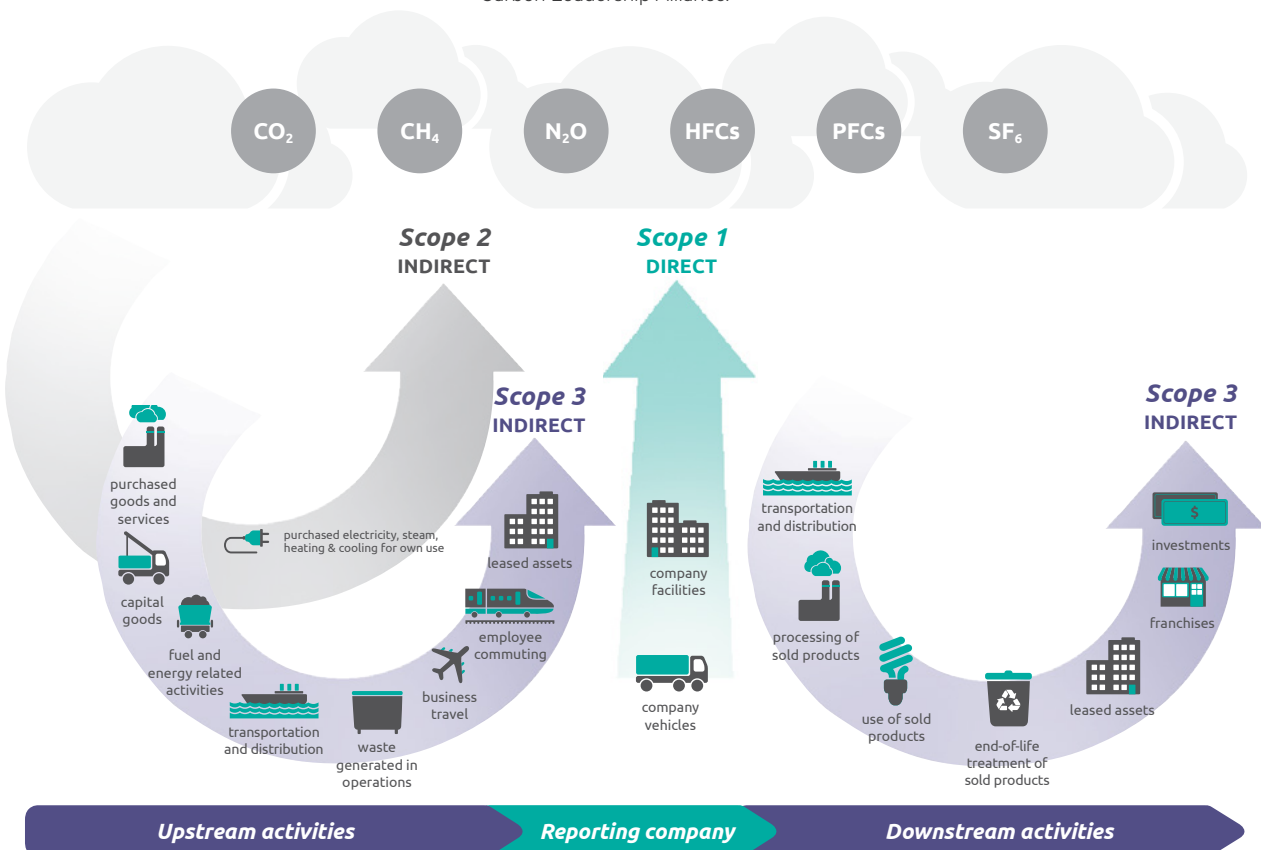 CO₂
CH₄
N₂O
HFCs
PFCs
SF₆
Scope 2
INDIRECT
Scope 1
DIRECT
Scope 3
INDIRECT
Scope 3
INDIRECT
purchased
goods and
services
capital
goods
fuel and
energy related
activities
transportation
and distribution
waste
generated in
operations
business
travel
employee
commuting
leased assets
purchased electricity, steam,
heating & cooling for own use
company
facilities
company
vehicles
transportation
and distribution
processing of
sold products
use of sold
products
end-of-life
treatment of
sold products
leased assets
franchises
investments
$
Upstream activities
Reporting company
Downstream activities